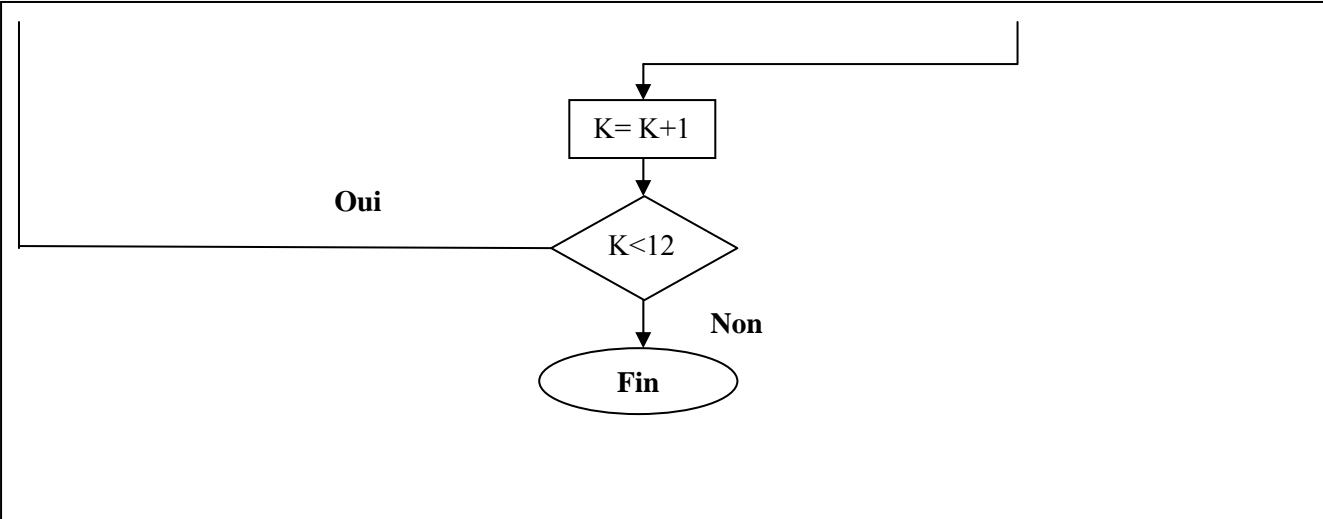 K= K+1
Oui
K<12
Non
Fin